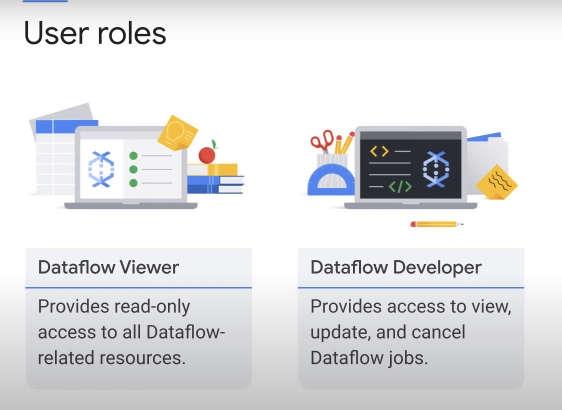 User roles
Dataflow Viewer
Provides read-only
access to all Dataflow-
related resources.
Dataflow Developer
Provides access to view,
update, and cancel
Dataflow jobs.